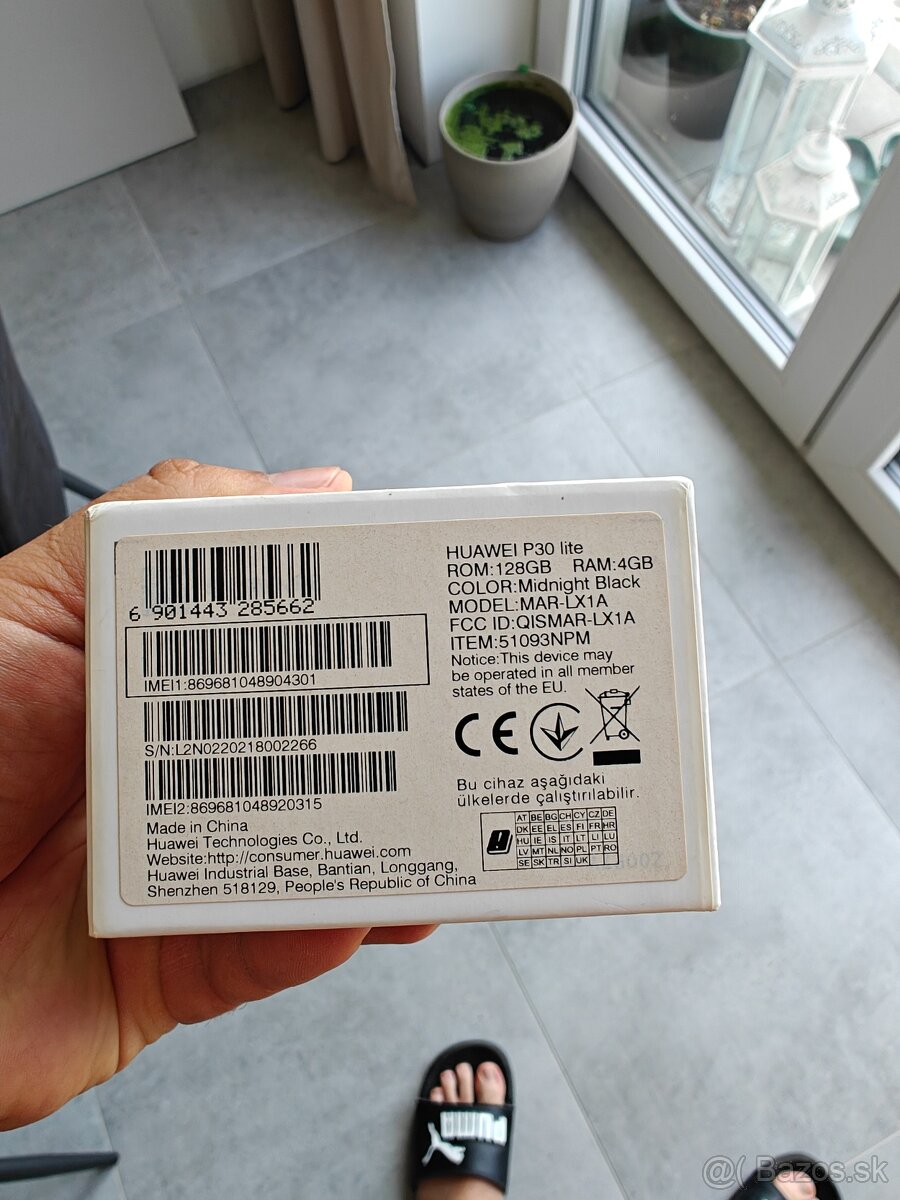 6 901443 285662
IMEI1:869681048904301
S/N:L2N0220218002266
IMEI2:869681048920315
Made in China
Huawei Technologies Co., Ltd.
Website:http://consumer.huawei.com
Huawei Industrial Base, Bantian, Longgang,
Shenzhen 518129, People's Republic of China
HUAWEI P30 lite
ROM:128GB RAM:4GB
COLOR:Midnight Black
MODEL:MAR-LX1A
FCC ID:QISMAR-LX1A
ITEM:51093NPM
Notice:This device may
be operated in all member
states of the EU.
CE
Bu cihaz aşağıdaki
ülkelerde çalıştırılabilir.
AT BE BG CH CY CZ DE
DK EE EL ES FI FR HR
HU IE IS IT LT LI LU
LV MT NL NO PL PT RO
SE SK TR SI UK
PUMA
@( Bazos.sk